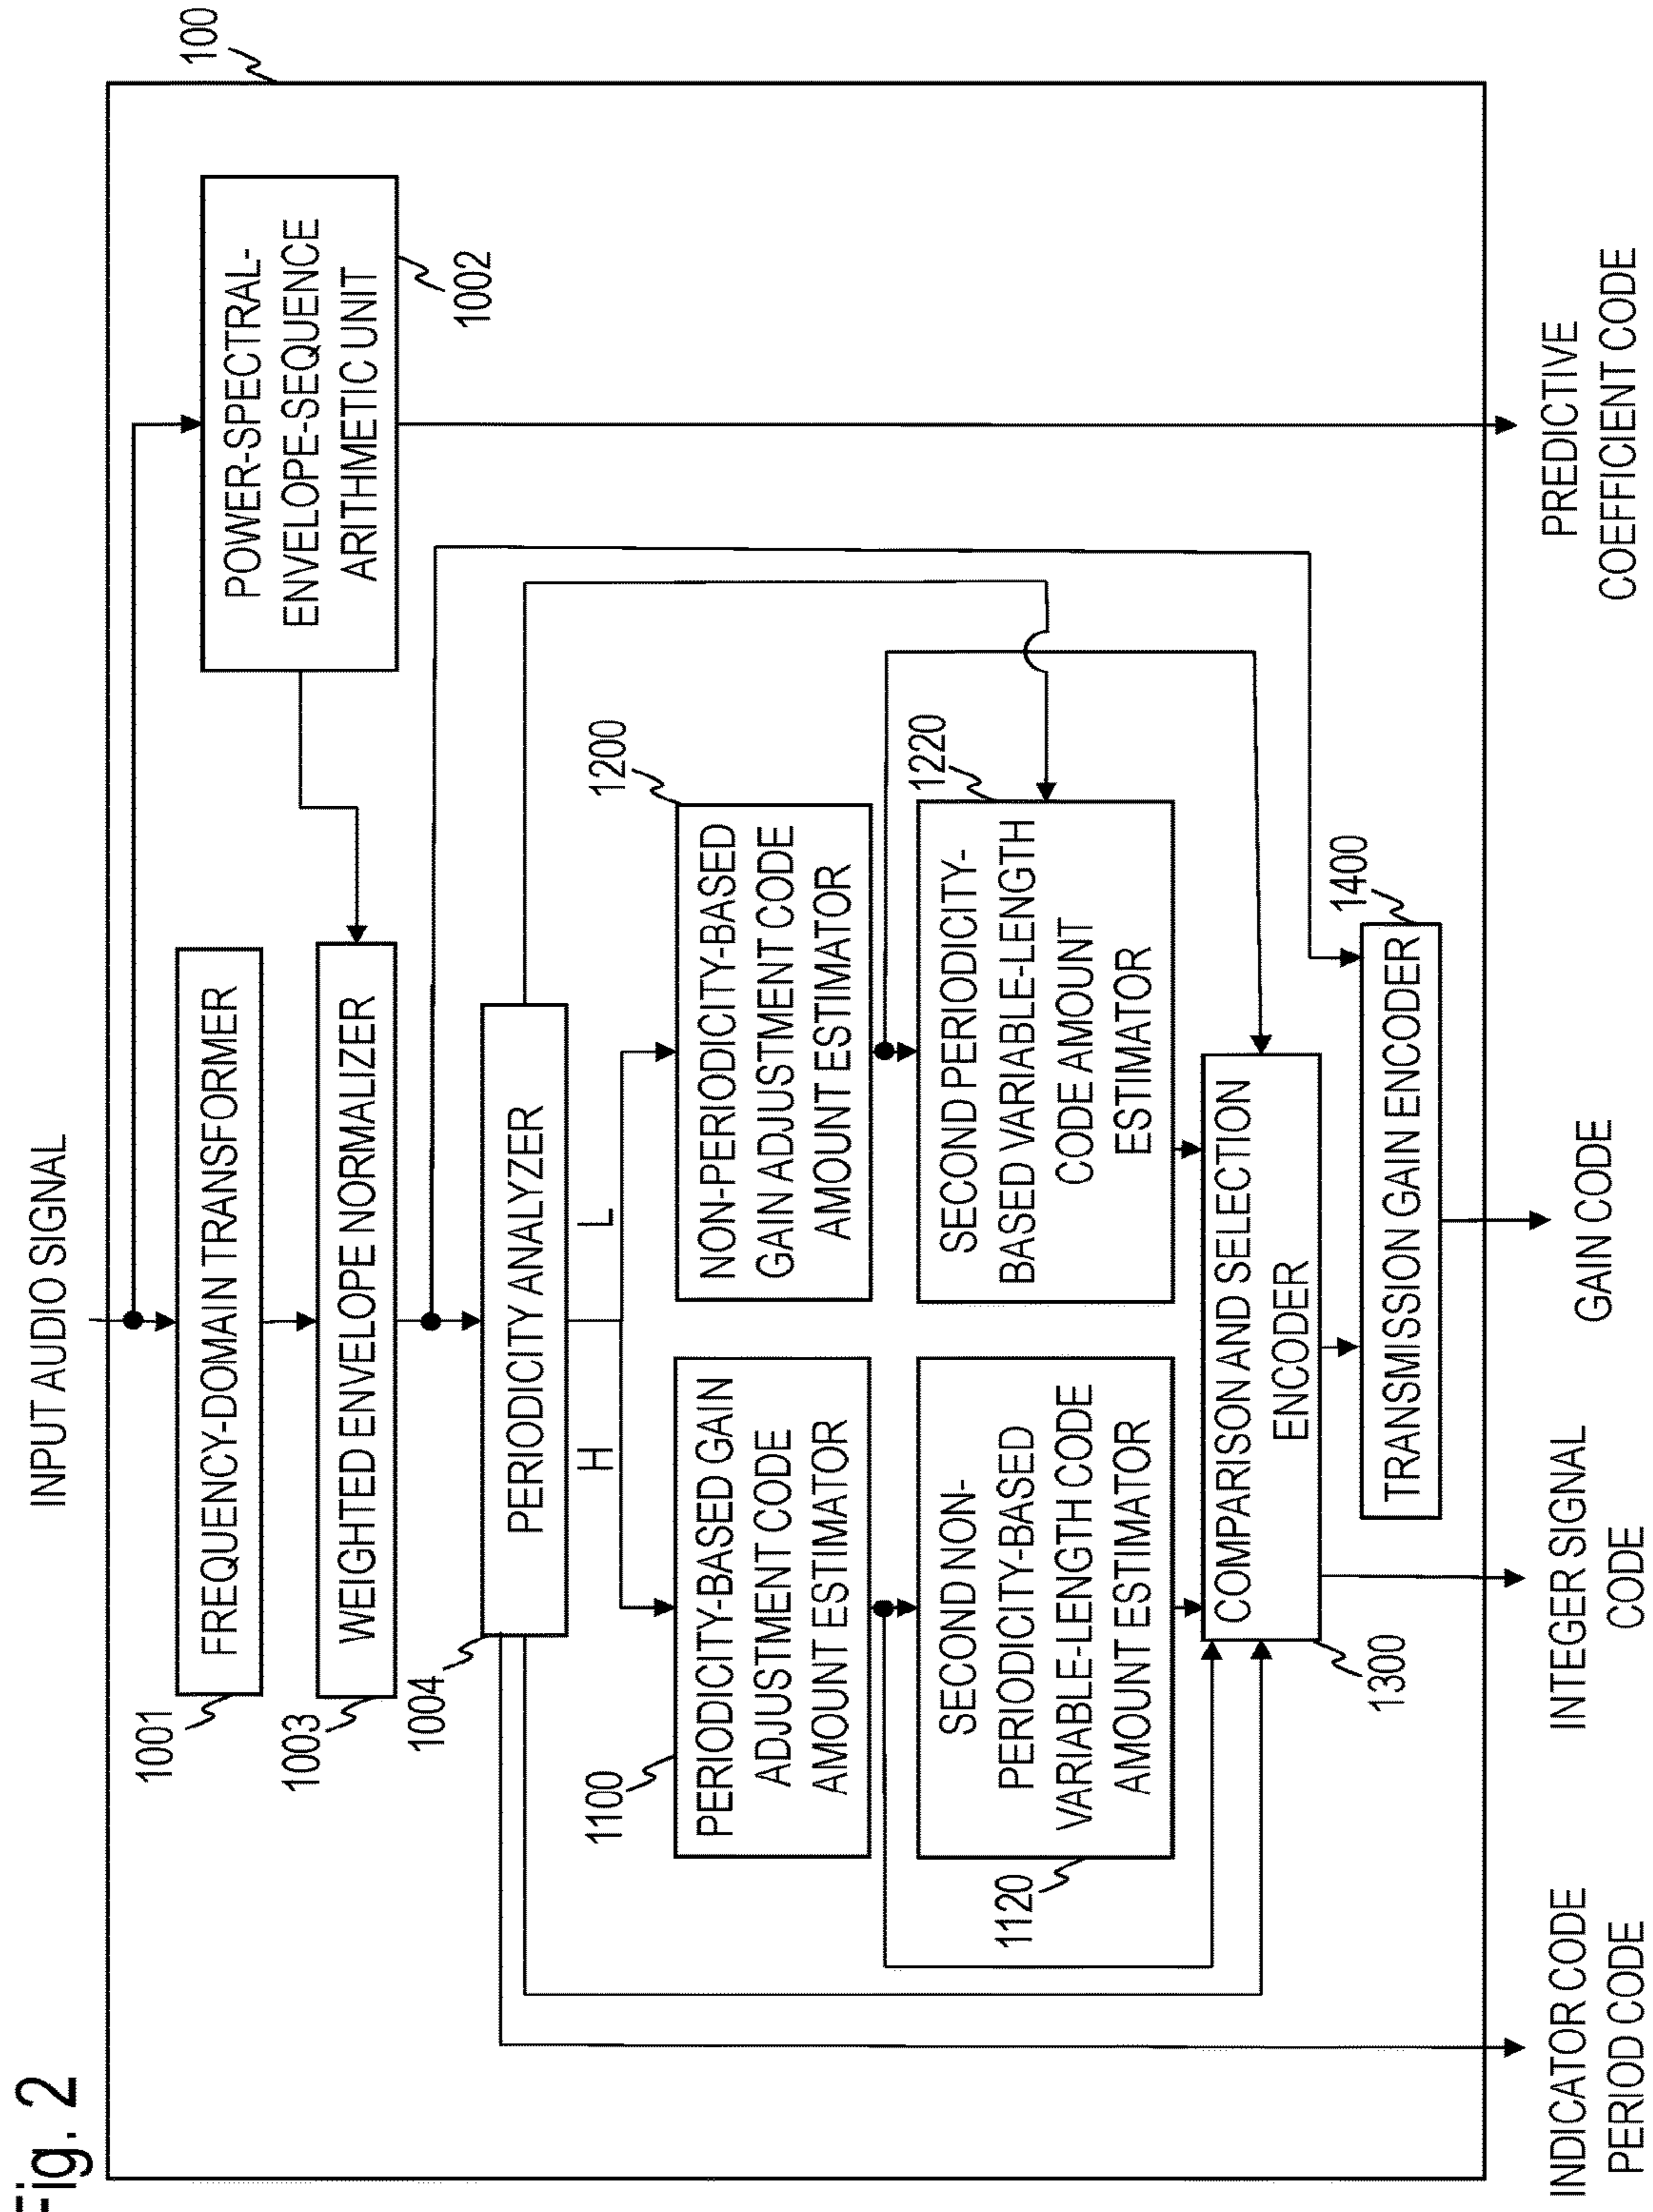 Fig. 2
INPUT AUDIO SIGNAL
100
1001
FREQUENCY-DOMAIN TRANSFORMER
POWER-SPECTRAL-
ENVELOPE-SEQUENCE
ARITHMETIC UNIT
1002
1003
WEIGHTED ENVELOPE NORMALIZER
1004
PERIODICITY ANALYZER
H
L
1100
PERIODICITY-BASED GAIN
ADJUSTMENT CODE
AMOUNT ESTIMATOR
1200
NON-PERIODICITY-BASED
GAIN ADJUSTMENT CODE
AMOUNT ESTIMATOR
1120
SECOND NON-
PERIODICITY-BASED
VARIABLE-LENGTH CODE
AMOUNT ESTIMATOR
1220
SECOND PERIODICITY-
BASED VARIABLE-LENGTH
CODE AMOUNT
ESTIMATOR
1300
COMPARISON AND SELECTION
ENCODER
1400
TRANSMISSION GAIN ENCODER
INDICATOR CODE
PERIOD CODE
INTEGER SIGNAL
CODE
GAIN CODE
PREDICTIVE
COEFFICIENT CODE